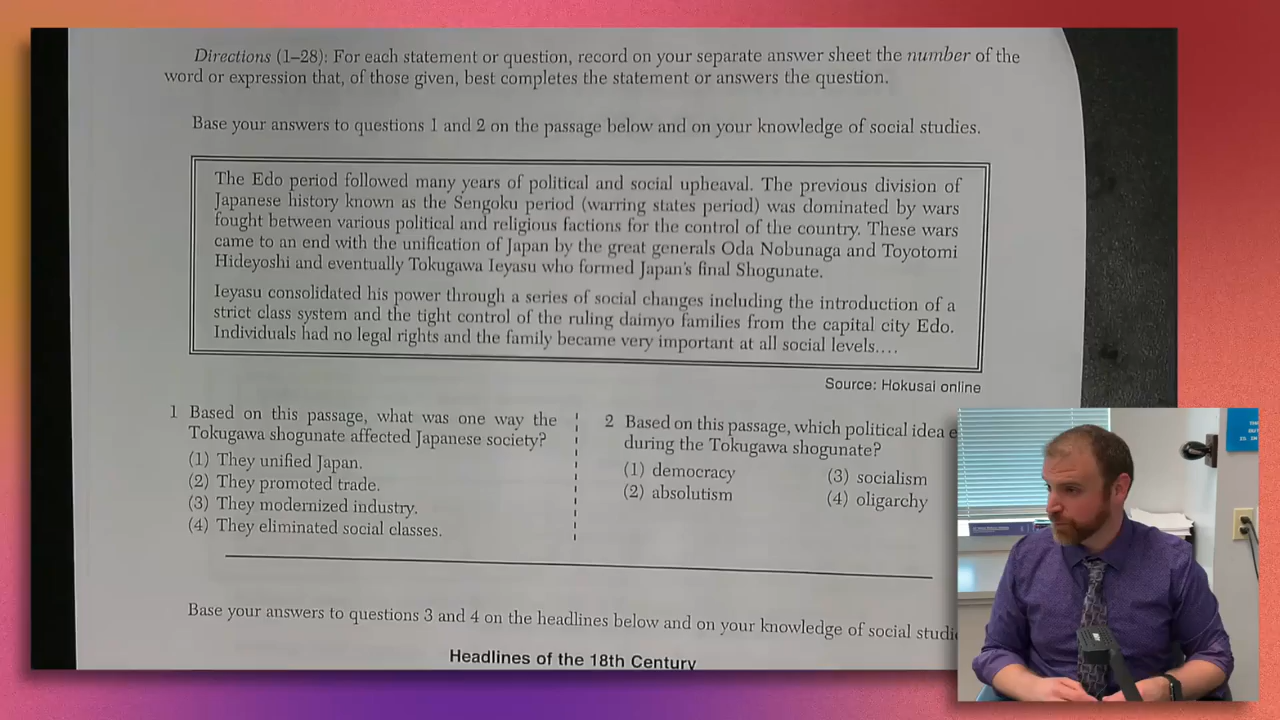 Directions (1–28): For each statement or question, record on your separate answer sheet the number of the
word or expression that, of those given, best completes the statement or answers the question.
Base your answers to questions 1 and 2 on the passage below and on your knowledge of social studies.
The Edo period followed many years of political and social upheaval. The previous division of
Japanese history known as the Sengoku period (warring states period) was dominated by wars
fought between various political and religious factions for the control of the country. These wars
came to an end with the unification of Japan by the great generals Oda Nobunaga and Toyotomi
Hideyoshi and eventually Tokugawa Ieyasu who formed Japan's final Shogunate.
Ieyasu consolidated his power through a series of social changes including the introduction of a
strict class system and the tight control of the ruling daimyo families from the capital city Edo.
Individuals had no legal rights and the family became very important at all social levels....
Source: Hokusai online
1 Based on this passage, what was one way the
Tokugawa shogunate affected Japanese society?
(1) They unified Japan.
(2) They promoted trade.
(3) They modernized industry.
(4) They eliminated social classes.
2 Based on this passage, which political idea
during the Tokugawa shogunate?
(1) democracy (3) socialism
(2) absolutism (4) oligarchy
Base your answers to questions 3 and 4 on the headlines below and on your knowledge of social
Headlines of the 18th Century